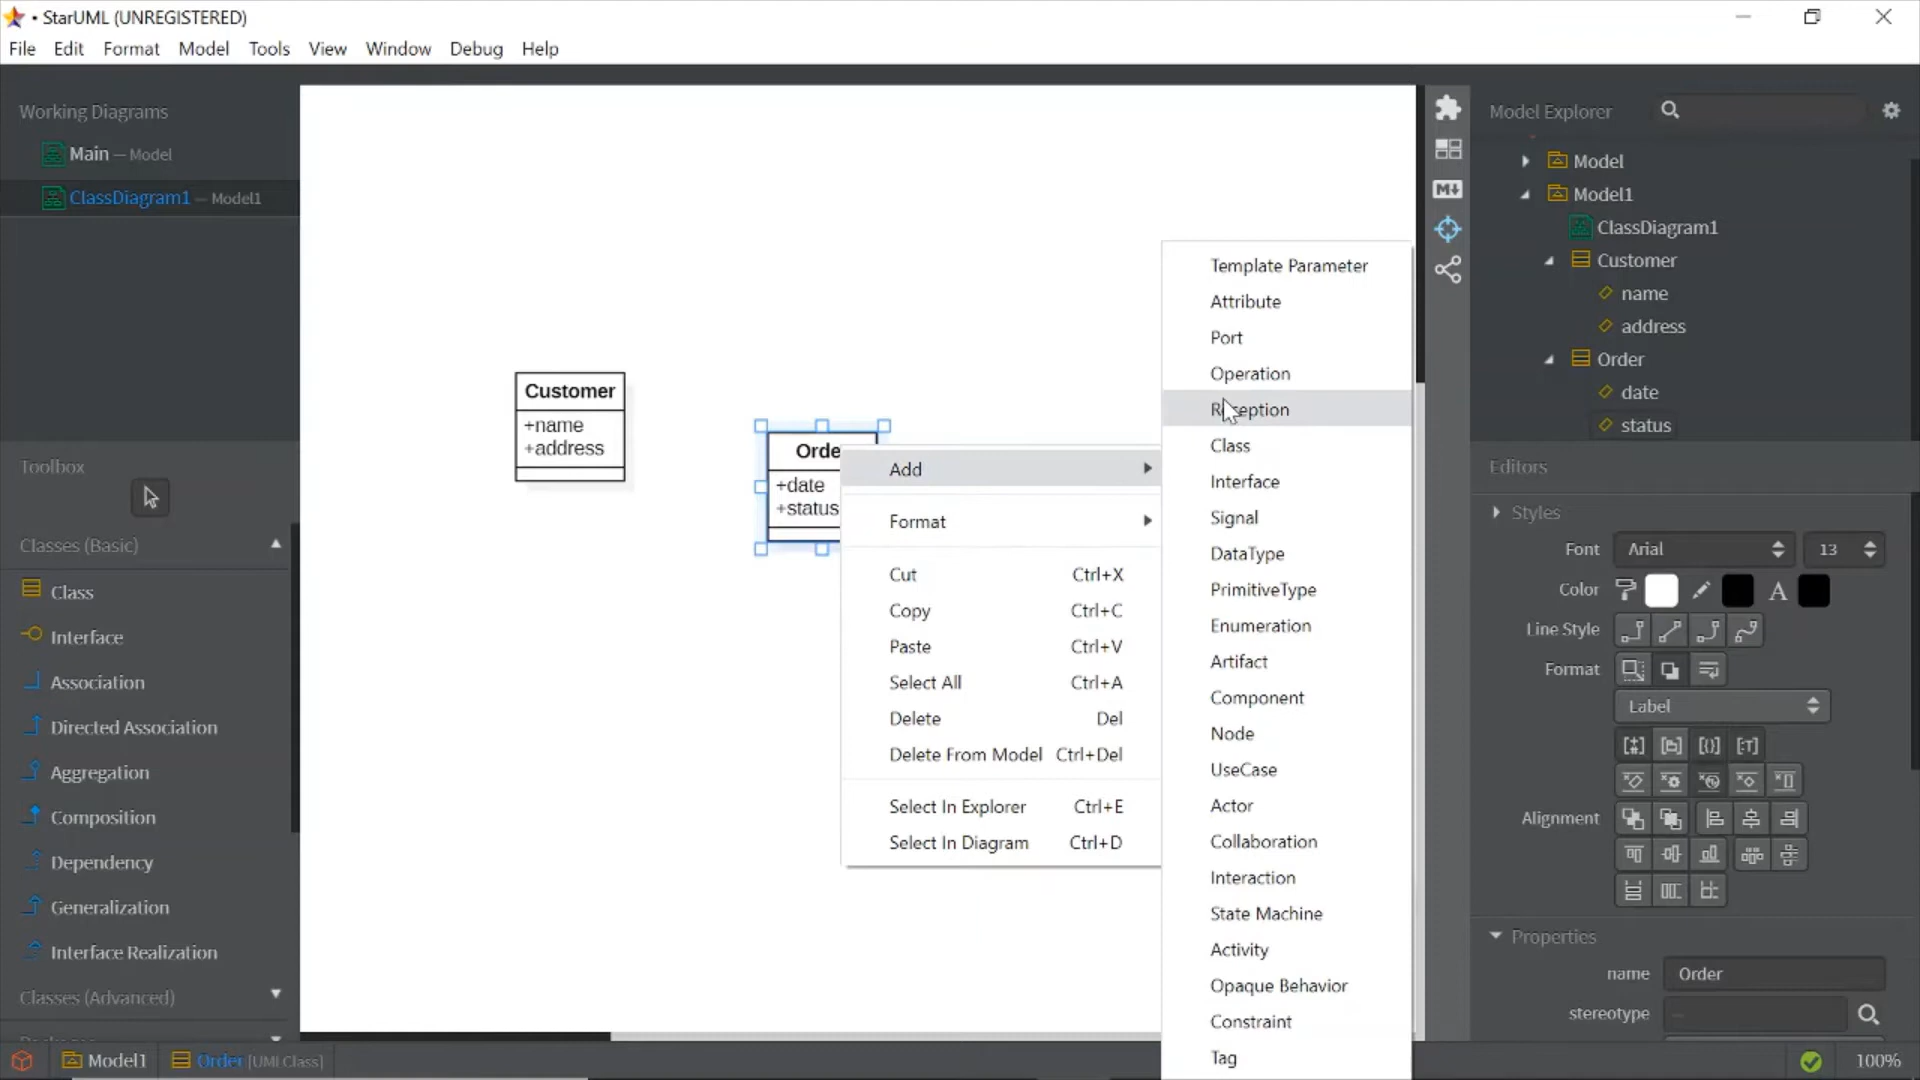 • StarUML (UNREGISTERED)
File Edit Format Model Tools View Window Debug Help
Working Diagrams
Main — Model
ClassDiagram1 — Model1
Toolbox
Classes (Basic)
Class
Interface
Association
Directed Association
Aggregation
Composition
Dependency
Generalization
Interface Realization
Classes (Advanced)
Customer
+name
+address
Orde
+date
+status
Add
Format
Cut Ctrl+X
Copy Ctrl+C
Paste Ctrl+V
Select All Ctrl+A
Delete Del
Delete From Model Ctrl+Del
Select In Explorer Ctrl+E
Select In Diagram Ctrl+D
Template Parameter
Attribute
Port
Operation
Reception
Class
Interface
Signal
DataType
PrimitiveType
Enumeration
Artifact
Component
Node
UseCase
Actor
Collaboration
Interaction
State Machine
Activity
Opaque Behavior
Constraint
Tag
M
Model Explorer
Model
Model1
ClassDiagram1
Customer
name
address
Order
date
status
Editors
Styles
Font Arial 13
Color A
Line Style
Format
Label
Alignment
Properties
name Order
stereotype —
Model1 Order [UMLClass] 100%